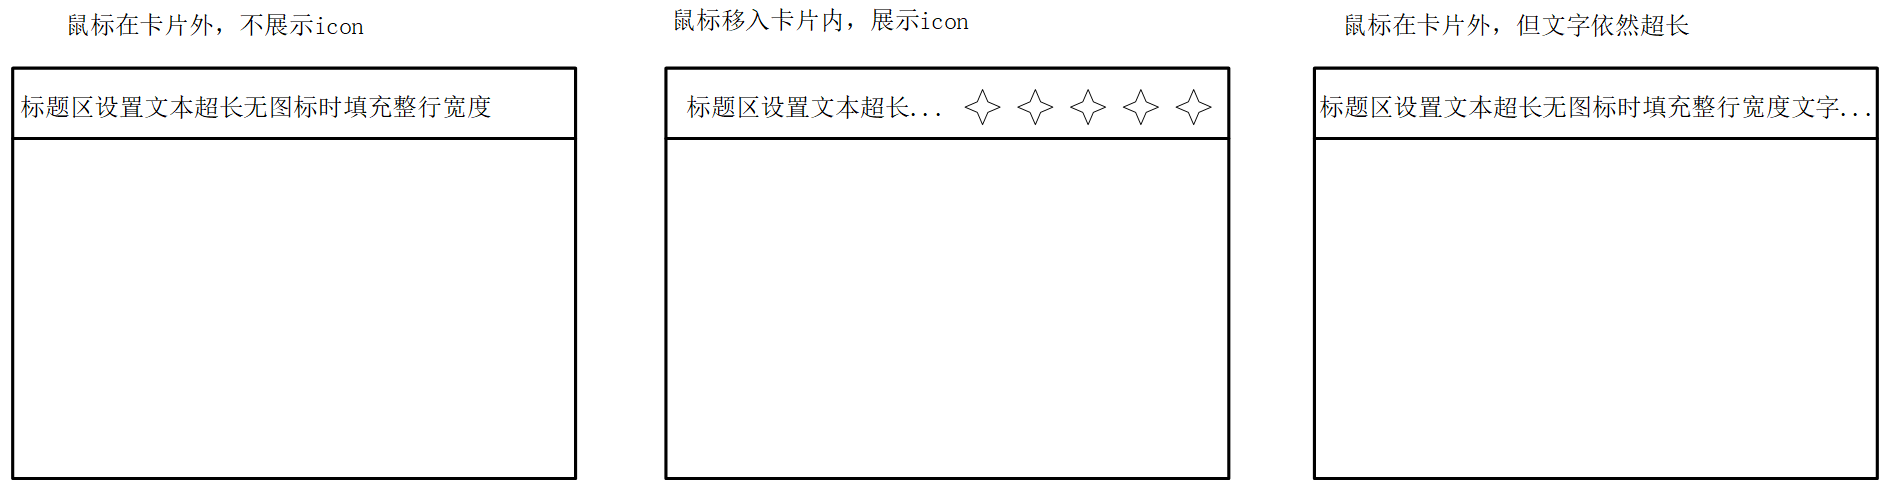 鼠标在卡片外，不展示icon
标题区设置文本超长无图标时填充整行宽度
鼠标移入卡片内，展示icon
标题区设置文本超长...
鼠标在卡片外，但文字依然超长
标题区设置文本超长无图标时填充整行宽度文字...